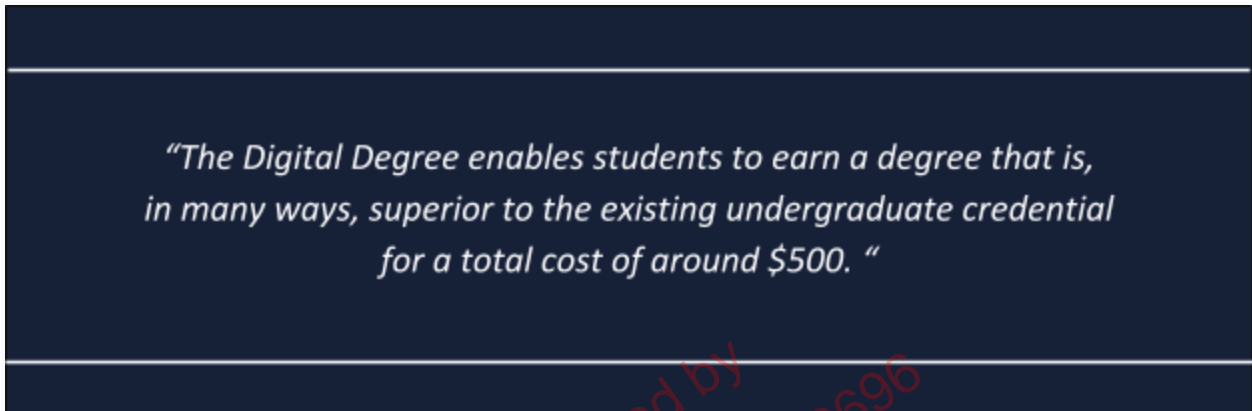 “The Digital Degree enables students to earn a degree that is,
in many ways, superior to the existing undergraduate credential
for a total cost of around $500. “
by